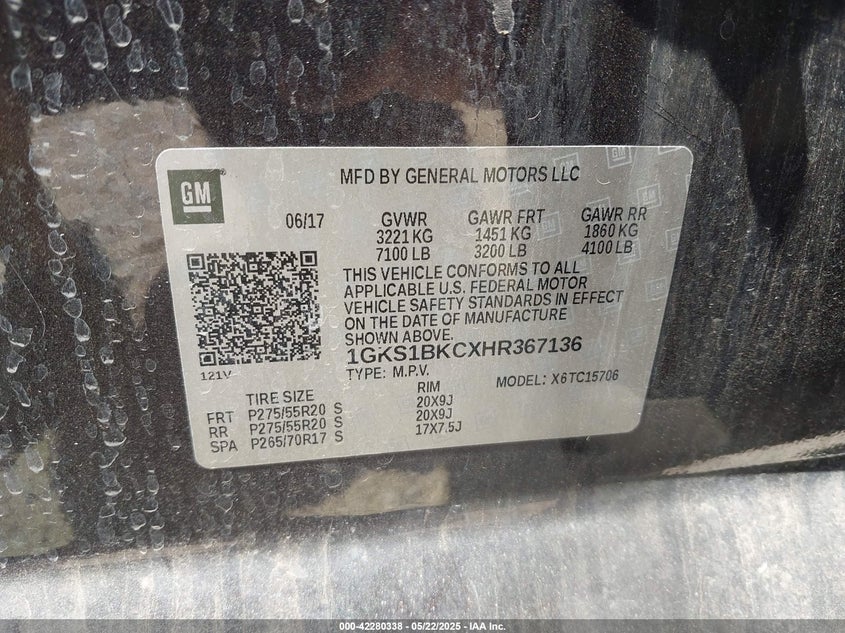 GM
MFD BY GENERAL MOTORS LLC
06/17 GVWR GAWR FRT GAWR RR
3221 KG 1451 KG 1860 KG
7100 LB 3200 LB 4100 LB
THIS VEHICLE CONFORMS TO ALL
APPLICABLE U.S. FEDERAL MOTOR
VEHICLE SAFETY STANDARDS IN EFFECT
ON THE DATE OF MANUFACTURE
SHOWN ABOVE.
1GKS1BKCXHR367136
121V TYPE: M.P.V. MODEL: X6TC15706
TIRE SIZE RIM
FRT P275/55R20 S 20X9J
RR P275/55R20 S 20X9J
SPA P265/70R17 S 17X7.5J
000-42280338 - 05/22/2025 - IAA Inc.